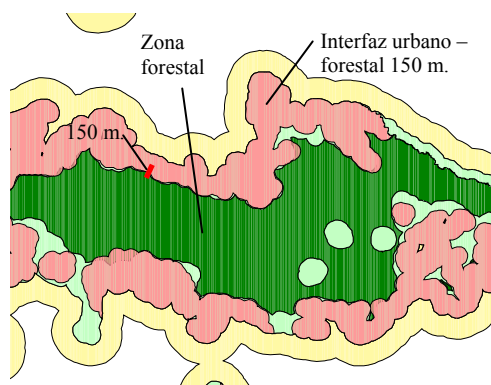 Zona
forestal
Interfaz urbano –
forestal 150 m.
150 m.